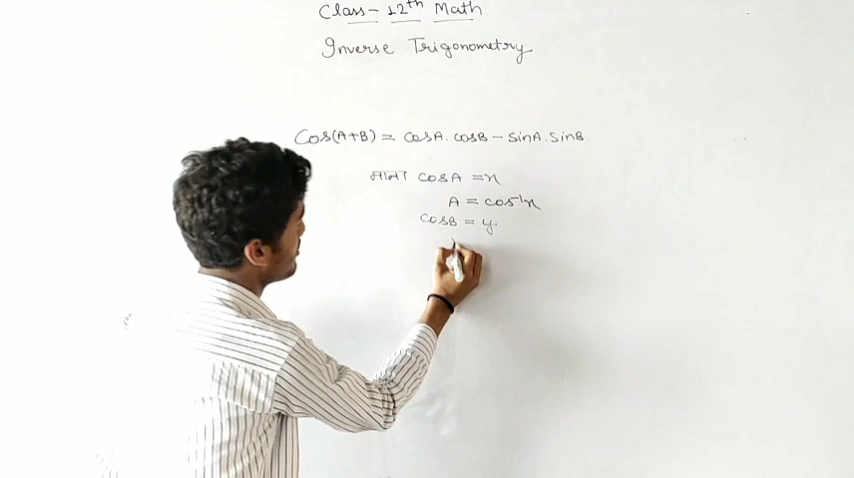 Class - 12th Math
Inverse Trigonometry
Cos(A+B) = cosA. cosB - sinA. sinB
माना cosA = x
A = cos⁻¹x
cosB = y